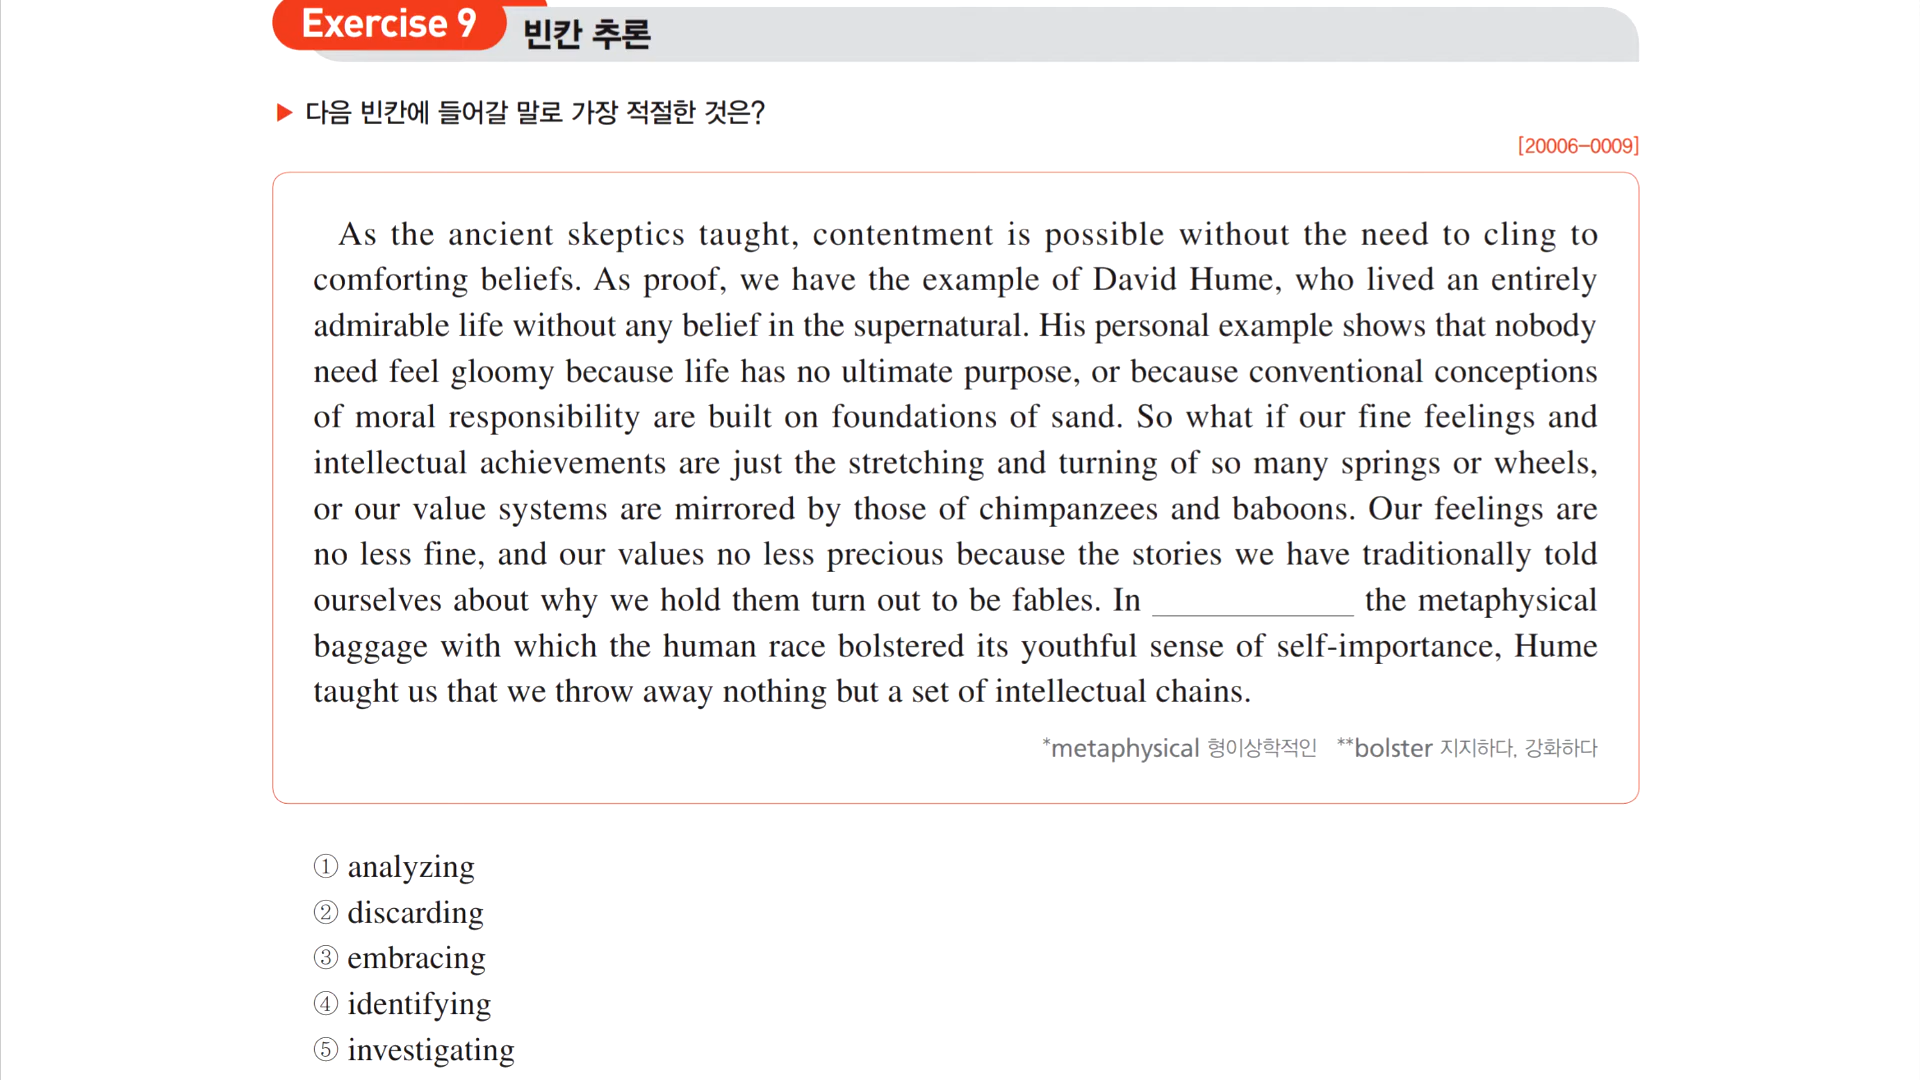 Exercise 9 빈칸 추론
▶ 다음 빈칸에 들어갈 말로 가장 적절한 것은?
[20006-0009]
As the ancient skeptics taught, contentment is possible without the need to cling to
comforting beliefs. As proof, we have the example of David Hume, who lived an entirely
admirable life without any belief in the supernatural. His personal example shows that nobody
need feel gloomy because life has no ultimate purpose, or because conventional conceptions
of moral responsibility are built on foundations of sand. So what if our fine feelings and
intellectual achievements are just the stretching and turning of so many springs or wheels,
or our value systems are mirrored by those of chimpanzees and baboons. Our feelings are
no less fine, and our values no less precious because the stories we have traditionally told
ourselves about why we hold them turn out to be fables. In ____________ the metaphysical
baggage with which the human race bolstered its youthful sense of self-importance, Hume
taught us that we throw away nothing but a set of intellectual chains.
*metaphysical 형이상학적인 **bolster 지지하다, 강화하다
① analyzing
② discarding
③ embracing
④ identifying
⑤ investigating